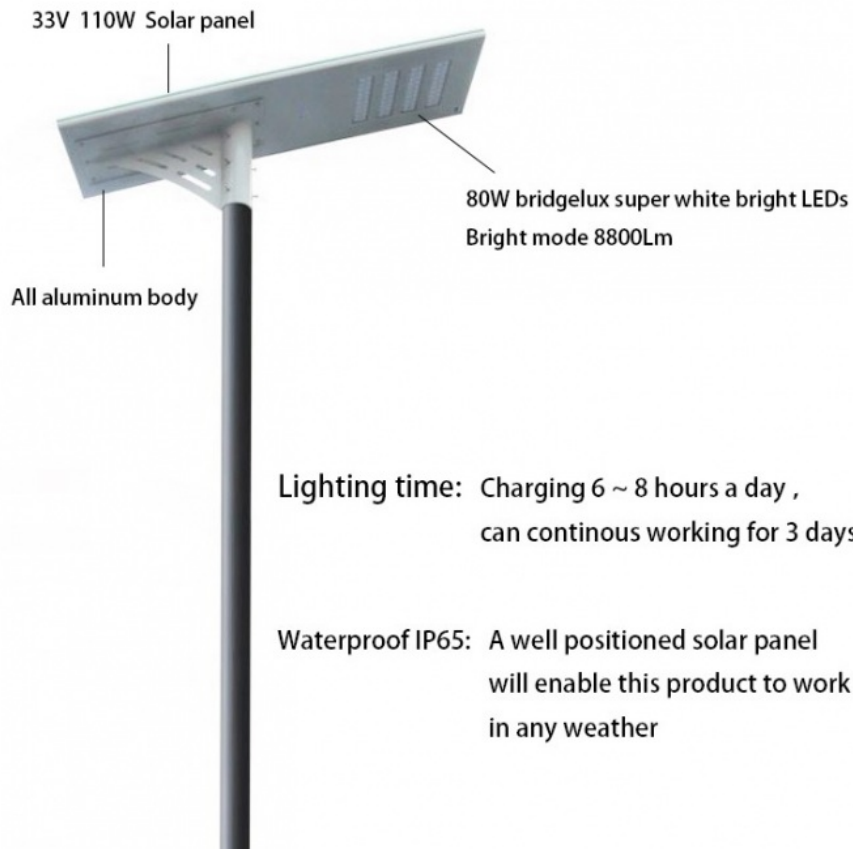 33V 110W Solar panel
80W bridgelux super white bright LEDs
Bright mode 8800Lm
All aluminum body
Lighting time: Charging 6 ~ 8 hours a day ,
can continous working for 3 days
Waterproof IP65: A well positioned solar panel
will enable this product to work
in any weather